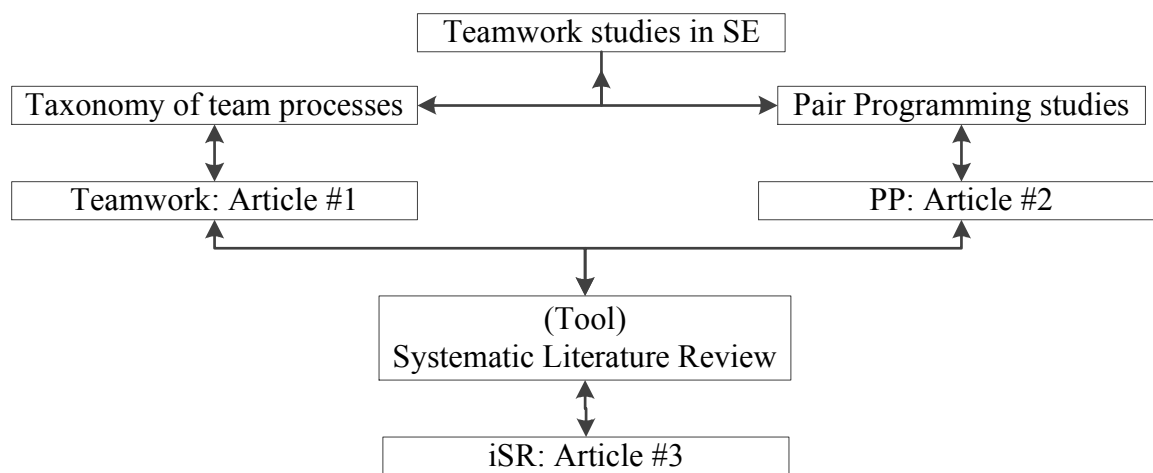 Teamwork studies in SE
Taxonomy of team processes
Pair Programming studies
Teamwork: Article #1
PP: Article #2
(Tool)
Systematic Literature Review
iSR: Article #3